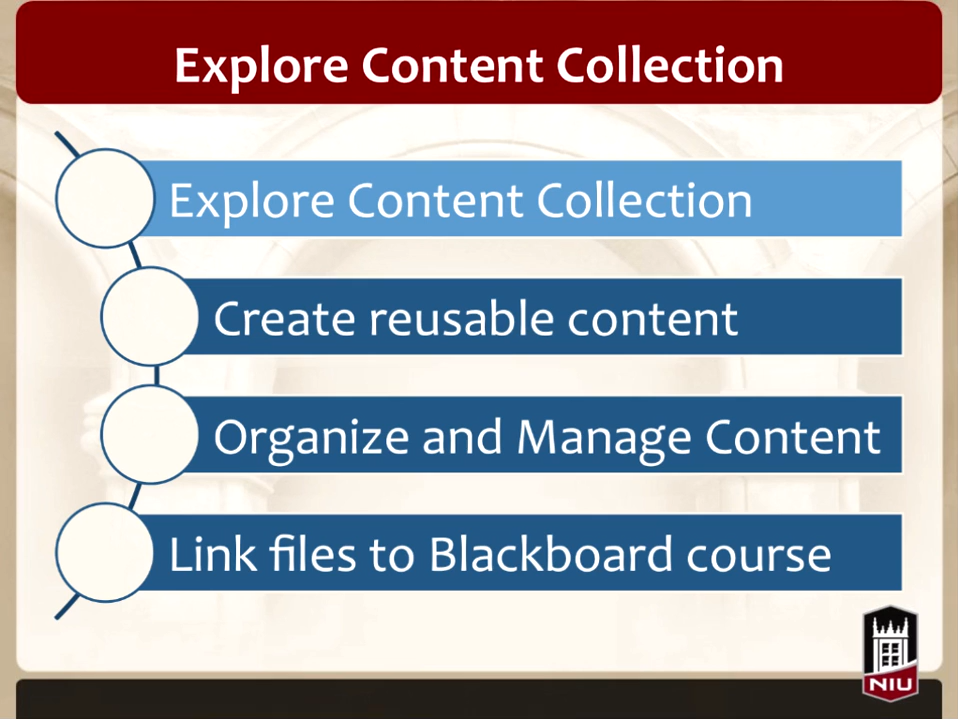 Explore Content Collection
Explore Content Collection
Create reusable content
Organize and Manage Content
Link files to Blackboard course
NIU